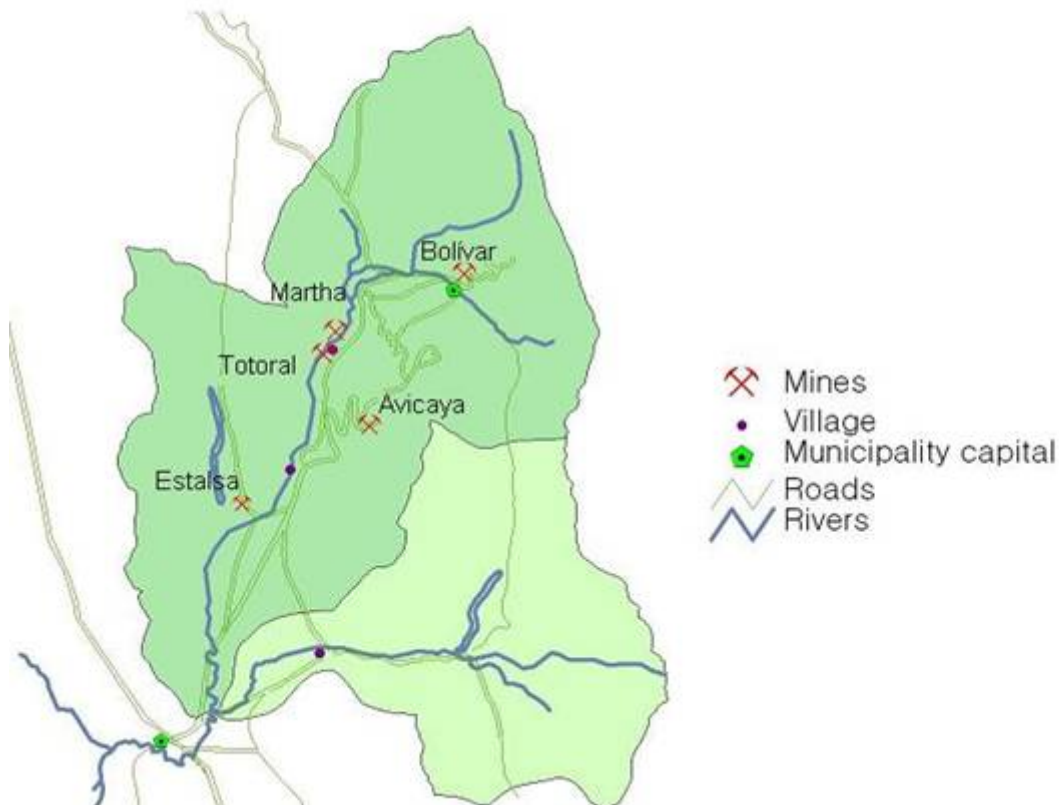 Bolívar
Martha
Totoral
Avicaya
Estalsa
Mines
Village
Municipality capital
Roads
Rivers